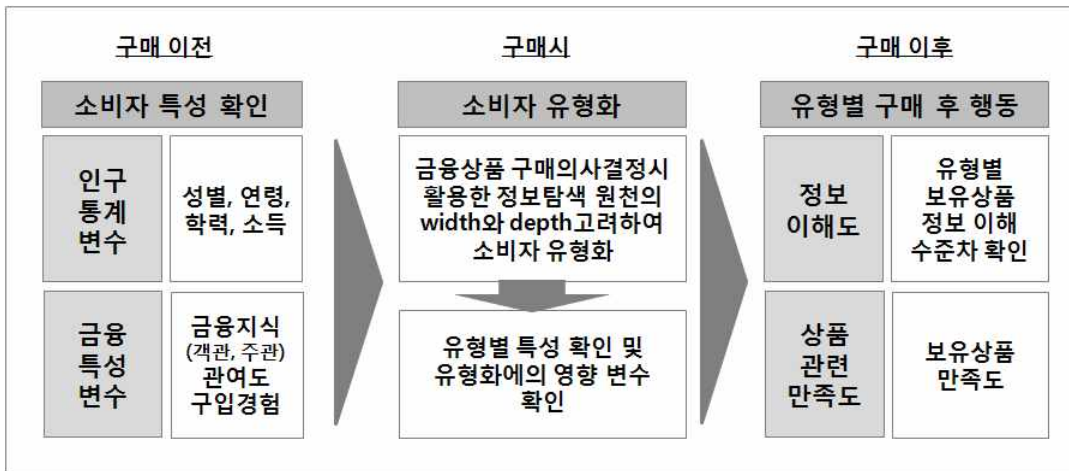 구매 이전
소비자 특성 확인
인구
통계
변수
성별, 연령,
학력, 소득
금융
특성
변수
금융지식
(객관, 주관)
관여도
구입경험
구매시
소비자 유형화
금융상품 구매의사결정시
활용한 정보탐색 원천의
width와 depth고려하여
소비자 유형화
유형별 특성 확인 및
유형화에의 영향 변수
확인
구매 이후
유형별 구매 후 행동
정보
이해도
유형별
보유상품
정보 이해
수준차 확인
상품
관련
만족도
보유상품
만족도